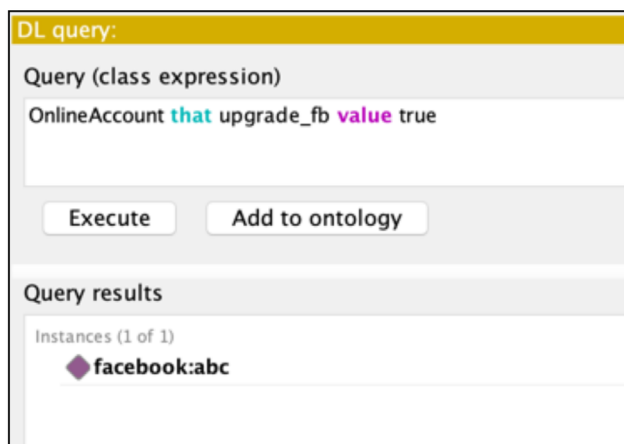 DL query:
Query (class expression)
OnlineAccount that upgrade_fb value true
Execute Add to ontology
Query results
Instances (1 of 1)
facebook:abc